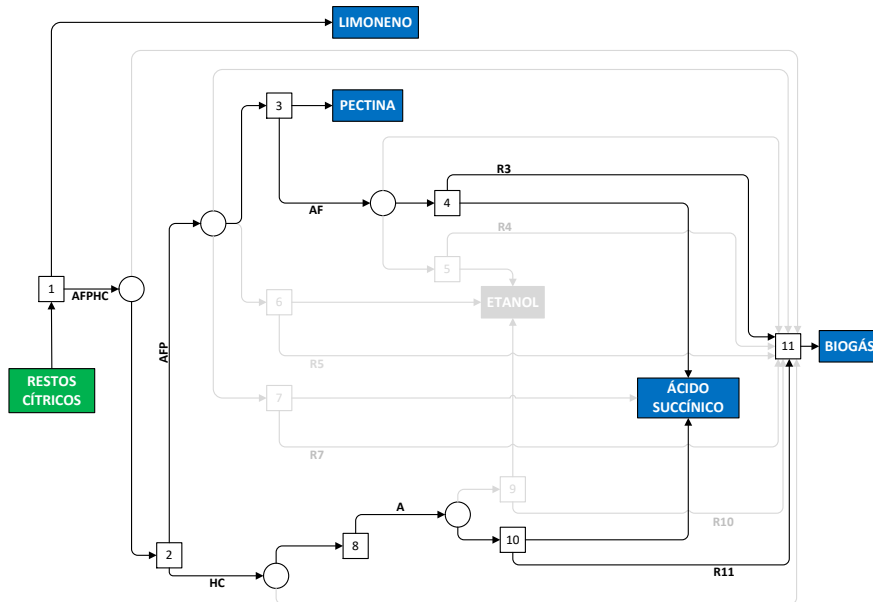 LIMONENO
3
PECTINA
R3
AF
4
R4
5
1
AFPHC
6
ETANOL
AFP
11
BIOGÁS
R5
RESTOS
CÍTRICOS
7
ÁCIDO
SUCCÍNICO
R7
9
A
R10
10
8
2
HC
R11